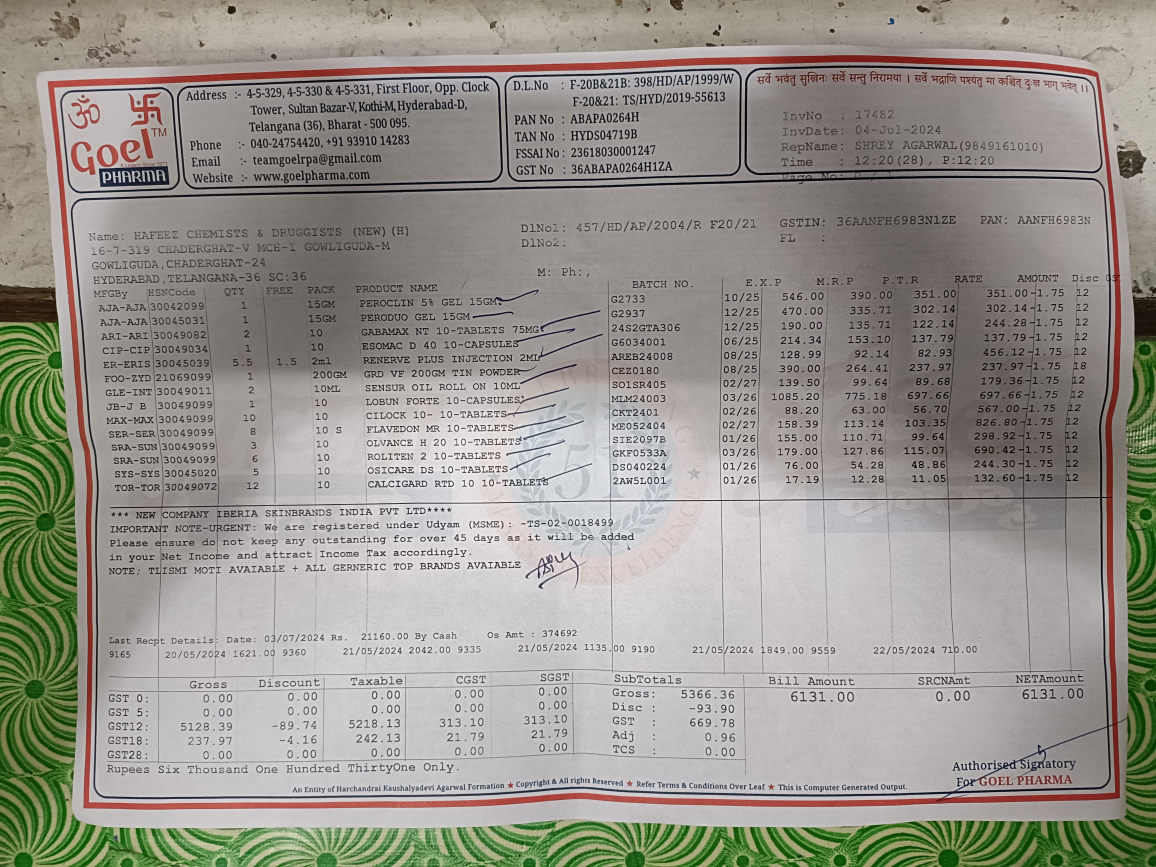 ॐ 卐
Goel TM
PHARMA
Address :- 4-5-329, 4-5-330 & 4-5-331, First Floor, Opp. Clock
Tower, Sultan Bazar-V, Kothi-M, Hyderabad-D,
Telangana (36), Bharat - 500 095.
Phone :- 040-24754420, +91 93910 14283
Email :- teamgoelrpa@gmail.com
Website :- www.goelpharma.com
D.L.No : F-20B&21B: 398/HD/AP/1999/W
F-20&21: TS/HYD/2019-55613
PAN No : ABAPA0264H
TAN No : HYDS04719B
FSSAI No : 23618030001247
GST No : 36ABAPA0264H1ZA
सर्वे भवंतु सुखिनः सर्वे सन्तु निरामया । सर्वे भद्राणि पश्यंतु मा कश्चित् दुःख भाग् भवेत् ।।
InvNo : 17482
InvDate: 04-Jul-2024
RepName: SHREY AGARWAL(9849161010)
Time : 12:20(28), P:12:20
Page No:
Name: HAFEEZ CHEMISTS & DRUGGISTS (NEW)(H)
16-7-319 CHADERGHAT-V MCH-I GOWLIGUDA-M
GOWLIGUDA,CHADERGHAT-24
HYDERABAD,TELANGANA-36 SC:36
DlNo1: 457/HD/AP/2004/R F20/21 GSTIN: 36AANFH6983N1ZE PAN: AANFH6983N
DlNo2: FL :
M: Ph:,
MFGBy HSNCode QTY FREE PACK PRODUCT NAME BATCH NO. E.X.P M.R.P P.T.R RATE AMOUNT Disc GST
AJA-AJA 30042099 1 15GM PEROCLIN 5% GEL 15GM G2733 10/25 546.00 390.00 351.00 351.00 -1.75 12
AJA-AJA 30045031 1 15GM PERODUO GEL 15GM G2937 12/25 470.00 335.71 302.14 302.14 -1.75 12
ARI-ARI 30049082 2 10 GABAMAX NT 10-TABLETS 75MG 24S2GTA306 12/25 190.00 135.71 122.14 244.28 -1.75 12
CIP-CIP 30049034 1 10 ESOMAC D 40 10-CAPSULES G6034001 06/25 214.34 153.10 137.79 137.79 -1.75 12
ER-ERIS 30045039 5.5 1.5 2ml RENERVE PLUS INJECTION 2ML AREB24008 08/25 128.99 92.14 82.93 456.12 -1.75 12
FOO-ZYD 21069099 1 200GM GRD VF 200GM TIN POWDER CEZ0180 08/25 390.00 264.41 237.97 237.97 -1.75 18
GLE-INT 30049011 2 10ML SENSUR OIL ROLL ON 10ML SO1SR405 02/27 139.50 99.64 89.68 179.36 -1.75 12
JB-J B 30049099 1 10 LOBUN FORTE 10-CAPSULES MLM24003 03/26 1085.20 775.18 697.66 697.66 -1.75 12
MAX-MAX 30049099 10 10 CILOCK 10- 10-TABLETS CKT2401 02/26 88.20 63.00 56.70 567.00 -1.75 12
SER-SER 30049099 8 10 S FLAVEDON MR 10-TABLETS ME052404 02/27 158.39 113.14 103.35 826.80 -1.75 12
SRA-SUN 30049099 3 10 OLVANCE H 20 10-TABLETS SIE2097B 01/26 155.00 110.71 99.64 298.92 -1.75 12
SRA-SUN 30049099 6 10 ROLITEN 2 10-TABLETS GKF0533A 03/26 179.00 127.86 115.07 690.42 -1.75 12
SYS-SYS 30045020 5 10 OSICARE DS 10-TABLETS DS040224 01/26 76.00 54.28 48.86 244.30 -1.75 12
TOR-TOR 30049072 12 10 CALCIGARD RTD 10 10-TABLETS 2AW5L001 01/26 17.19 12.28 11.05 132.60 -1.75 12
*** NEW COMPANY IBERIA SKINBRANDS INDIA PVT LTD****
IMPORTANT NOTE-URGENT: We are registered under Udyam (MSME): -TS-02-0018499
Please ensure do not keep any outstanding for over 45 days as it will be added
in your Net Income and attract Income Tax accordingly.
NOTE; TLISMI MOTI AVAIABLE + ALL GERNERIC TOP BRANDS AVAIABLE
Last Recpt Details: Date: 03/07/2024 Rs. 21160.00 By Cash Os Amt : 374692
9165 20/05/2024 1621.00 9360 21/05/2024 2042.00 9335 21/05/2024 1135.00 9190 21/05/2024 1849.00 9559 22/05/2024 710.00
Gross Discount Taxable CGST SGST SubTotals Bill Amount SRCNAmt NETAmount
GST 0: 0.00 0.00 0.00 0.00 0.00 Gross: 5366.36 6131.00 0.00 6131.00
GST 5: 0.00 0.00 0.00 0.00 0.00 Disc : -93.90
GST12: 5128.39 -89.74 5218.13 313.10 313.10 GST : 669.78
GST18: 237.97 -4.16 242.13 21.79 21.79 Adj : 0.96
GST28: 0.00 0.00 0.00 0.00 0.00 TCS : 0.00
Rupees Six Thousand One Hundred ThirtyOne Only.
Authorised Signatory
For GOEL PHARMA
An Entity of Harchandrai Kaushalyadevi Agarwal Formation ★ Copyright & All rights Reserved ★ Refer Terms & Conditions Over Leaf ★ This is Computer Generated Output.